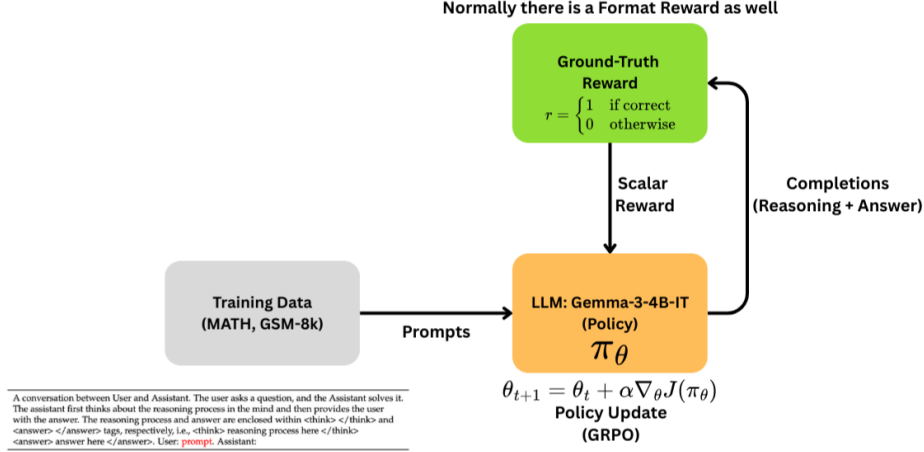 Normally there is a Format Reward as well
Ground-Truth
Reward
r = {1 if correct
0 otherwise
Scalar
Reward
Completions
(Reasoning + Answer)
Training Data
(MATH, GSM-8k)
Prompts
LLM: Gemma-3-4B-IT
(Policy)
πθ
θt+1 = θt + α∇θJ(πθ)
Policy Update
(GRPO)
A conversation between User and Assistant. The user asks a question, and the Assistant solves it.
The assistant first thinks about the reasoning process in the mind and then provides the user
with the answer. The reasoning process and answer are enclosed within <think> </think> and
<answer> </answer> tags, respectively, i.e., <think> reasoning process here </think>
<answer> answer here </answer>. User: prompt. Assistant: